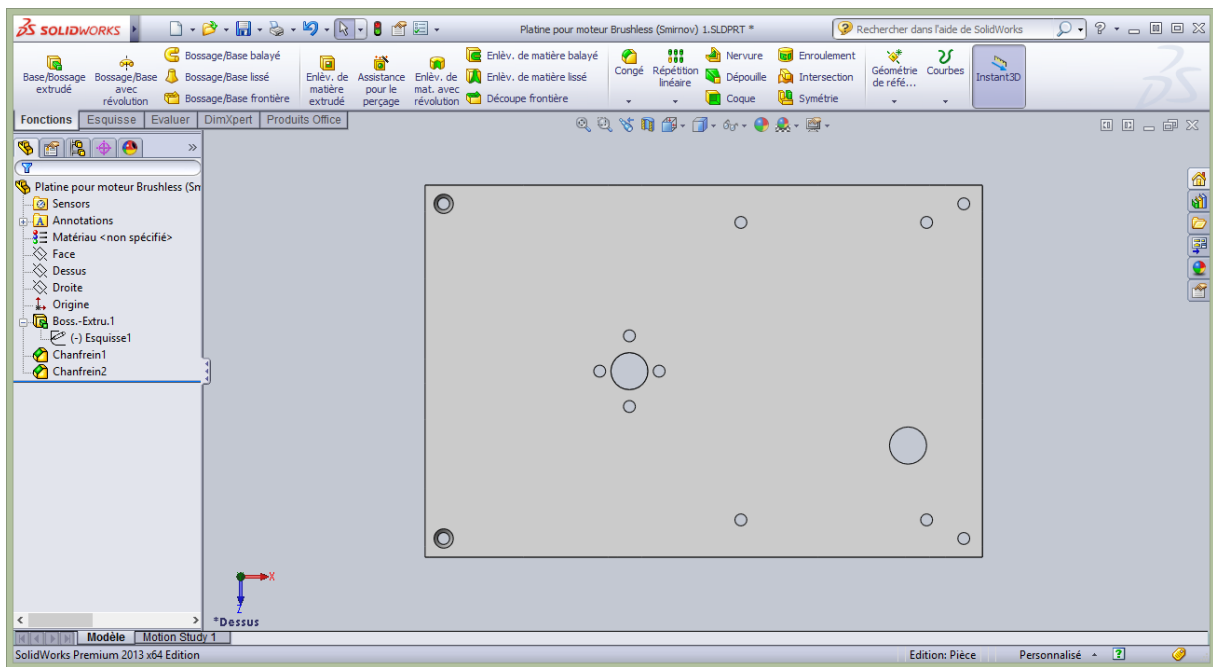 SOLIDWORKS
Platine pour moteur Brushless (Smirnov) 1.SLDPRT *
Rechercher dans l'aide de SolidWorks
Base/Bossage extrudé
Bossage/Base avec révolution
Bossage/Base balayé
Bossage/Base lissé
Bossage/Base frontière
Enlèv. de matière extrudé
Assistance pour le perçage
Enlèv. de mat. avec révolution
Enlèv. de matière balayé
Enlèv. de matière lissé
Découpe frontière
Congé
Répétition linéaire
Nervure
Dépouille
Coque
Enroulement
Intersection
Symétrie
Géométrie de réfé...
Courbes
Instant3D
Fonctions Esquisse Evaluer DimXpert Produits Office
Platine pour moteur Brushless (Sn
Sensors
Annotations
Matériau <non spécifié>
Face
Dessus
Droite
Origine
Boss.-Extru.1
(-) Esquisse1
Chanfrein1
Chanfrein2
X
Z
*Dessus
Modèle Motion Study 1
SolidWorks Premium 2013 x64 Edition
Edition: Pièce
Personnalisé